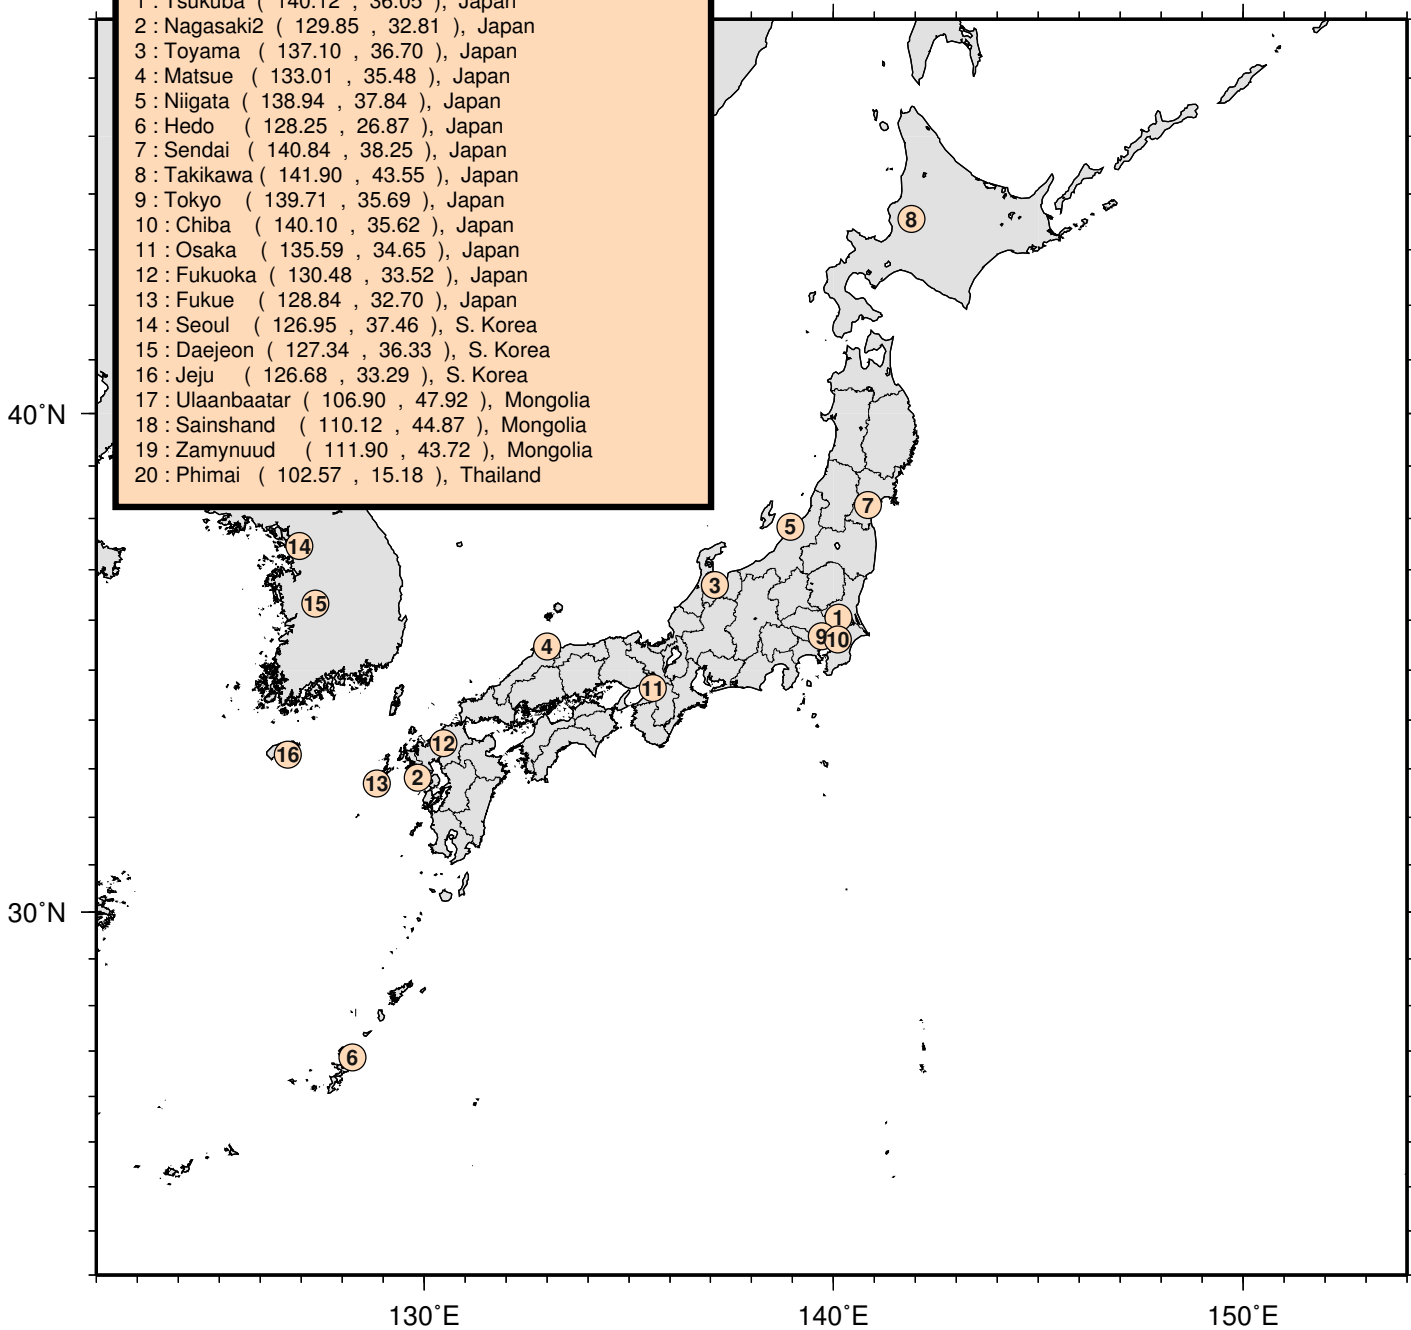 1 : Tsukuba ( 140.12 , 36.05 ), Japan
2 : Nagasaki2 ( 129.85 , 32.81 ), Japan
3 : Toyama ( 137.10 , 36.70 ), Japan
4 : Matsue ( 133.01 , 35.48 ), Japan
5 : Niigata ( 138.94 , 37.84 ), Japan
6 : Hedo ( 128.25 , 26.87 ), Japan
7 : Sendai ( 140.84 , 38.25 ), Japan
8 : Takikawa ( 141.90 , 43.55 ), Japan
9 : Tokyo ( 139.71 , 35.69 ), Japan
10 : Chiba ( 140.10 , 35.62 ), Japan
11 : Osaka ( 135.59 , 34.65 ), Japan
12 : Fukuoka ( 130.48 , 33.52 ), Japan
13 : Fukue ( 128.84 , 32.70 ), Japan
14 : Seoul ( 126.95 , 37.46 ), S. Korea
15 : Daejeon ( 127.34 , 36.33 ), S. Korea
16 : Jeju ( 126.68 , 33.29 ), S. Korea
17 : Ulaanbaatar ( 106.90 , 47.92 ), Mongolia
18 : Sainshand ( 110.12 , 44.87 ), Mongolia
19 : Zamynuud ( 111.90 , 43.72 ), Mongolia
20 : Phimai ( 102.57 , 15.18 ), Thailand
8
40˚N
7
5
14
3
15
1
9
10
4
11
12
16
2
13
30˚N
6
130˚E
140˚E
150˚E